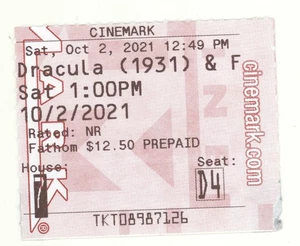 CINEMARK
Sat, Oct 2, 2021 12:49 PM
Dracula (1931) & F
Sat 1:00PM
10/2/2021
Rated: NR
Fathom $12.50 PREPAID
House: Seat:
7 D4
TKT08987126
cinemark.com